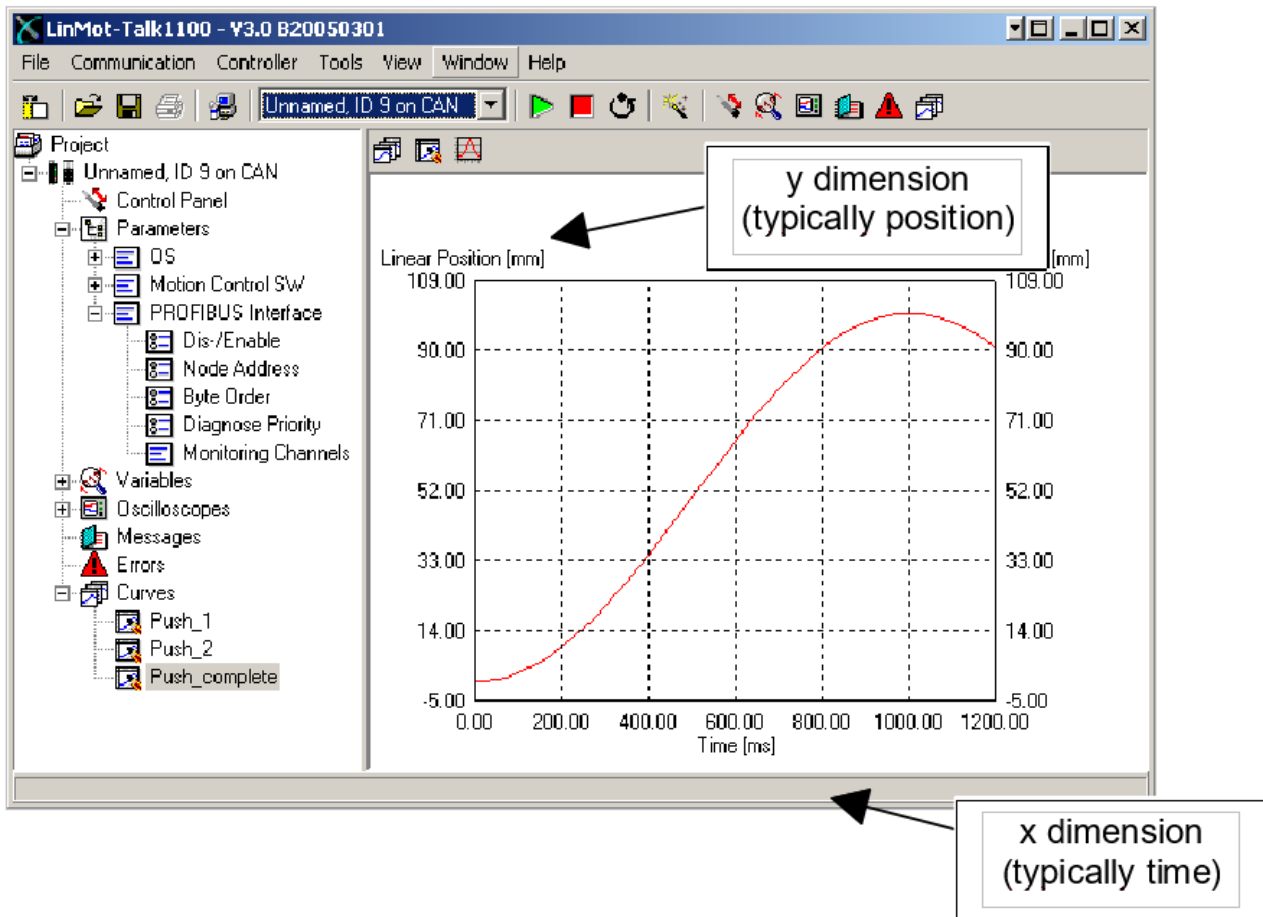 LinMot-Talk1100 - V3.0 B20050301
File Communication Controller Tools View Window Help
Unnamed, ID 9 on CAN
Project
Unnamed, ID 9 on CAN
Control Panel
Parameters
OS
Motion Control SW
PROFIBUS Interface
Dis-/Enable
Node Address
Byte Order
Diagnose Priority
Monitoring Channels
Variables
Oscilloscopes
Messages
Errors
Curves
Push_1
Push_2
Push_complete
y dimension
(typically position)
Linear Position [mm]
[mm]
109.00 109.00
90.00 90.00
71.00 71.00
52.00 52.00
33.00 33.00
14.00 14.00
-5.00 -5.00
0.00 200.00 400.00 600.00 800.00 1000.00 1200.00
Time [ms]
x dimension
(typically time)